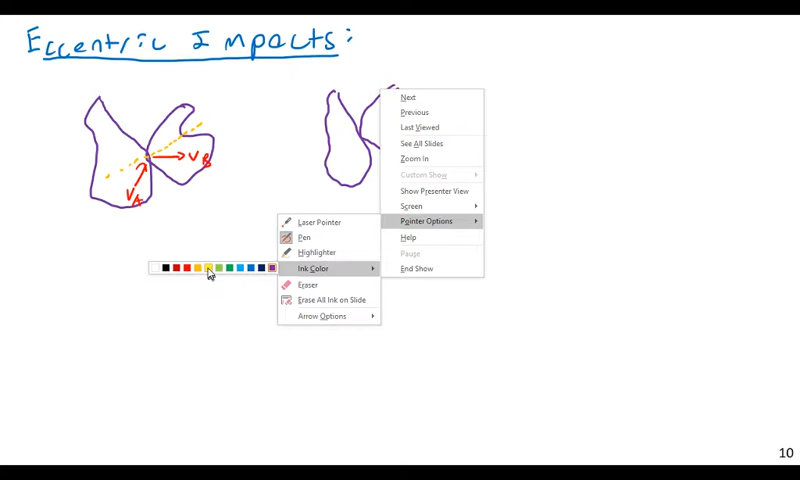 Eccentric Impacts:
VB
VA
Next
Previous
Last Viewed
See All Slides
Zoom In
Custom Show
Show Presenter View
Screen
Pointer Options
Help
Pause
End Show
Laser Pointer
Pen
Highlighter
Ink Color
Eraser
Erase All Ink on Slide
Arrow Options
10